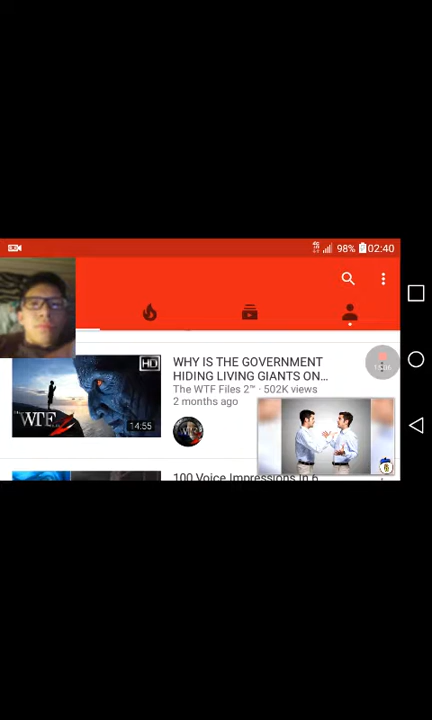 98% 02:40
WHY IS THE GOVERNMENT
HIDING LIVING GIANTS ON...
The WTF Files 2™ · 502K views
2 months ago
HD
WTF
14:55
100 Voice Impressions In 6